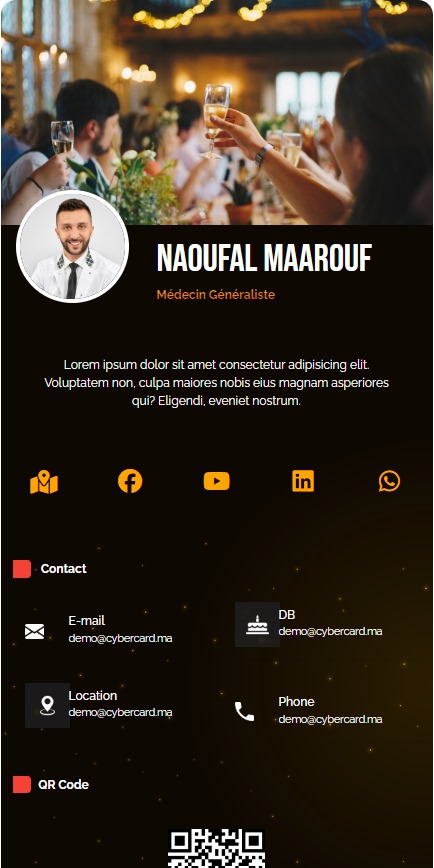 NAOUFAL MAAROUF
Médecin Généraliste
Lorem ipsum dolor sit amet consectetur adipisicing elit.
Voluptatem non, culpa maiores nobis eius magnam asperiores
qui? Eligendi, eveniet nostrum.
Contact
E-mail
demo@cybercard.ma
DB
demo@cybercard.ma
Location
demo@cybercard.ma
Phone
demo@cybercard.ma
QR Code